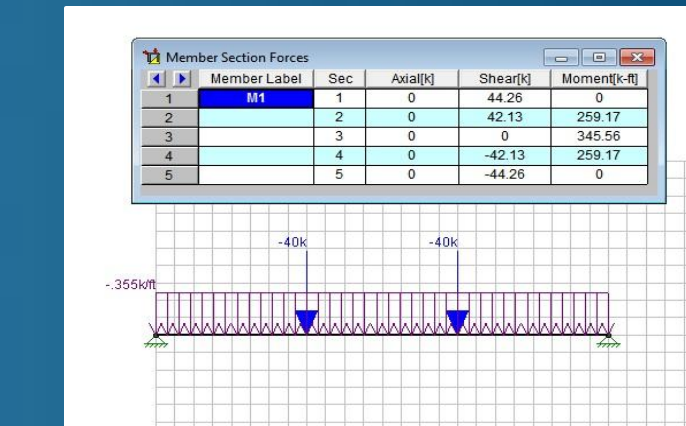 Member Section Forces
Member Label Sec Axial[k] Shear[k] Moment[k-ft]
1 M1 1 0 44.26 0
2 2 0 42.13 259.17
3 3 0 0 345.56
4 4 0 -42.13 259.17
5 5 0 -44.26 0
-40k -40k
-.355k/ft